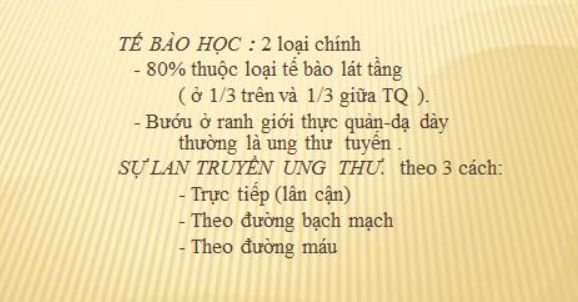 TẾ BÀO HỌC : 2 loại chính
- 80% thuộc loại tế bào lát tầng
( ở 1/3 trên và 1/3 giữa TQ ).
- Bướu ở ranh giới thực quản-dạ dày
thường là ung thư tuyến .
SỰ LAN TRUYỀN UNG THƯ. theo 3 cách:
- Trực tiếp (lân cận)
- Theo đường bạch mạch
- Theo đường máu